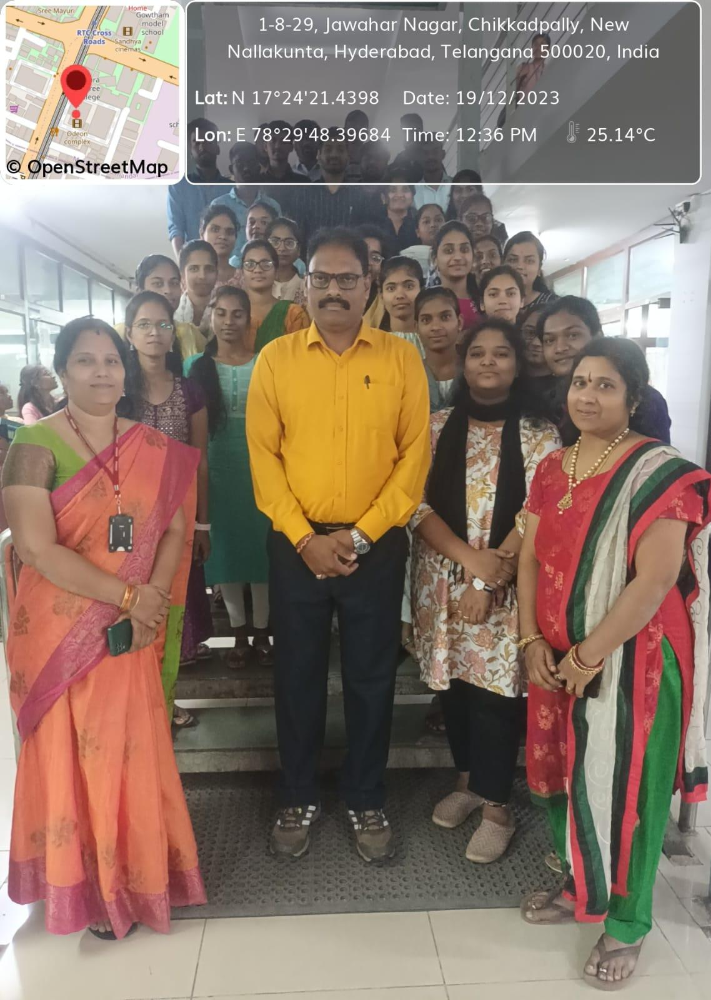 Sree Mayuri
Home
Gowtham
model
school
RTC Cross
Roads
Sandhya
cinemas
Odeon
complex
© OpenStreetMap
1-8-29, Jawahar Nagar, Chikkadpally, New
Nallakunta, Hyderabad, Telangana 500020, India
Lat: N 17°24'21.4398 Date: 19/12/2023
Lon: E 78°29'48.39684 Time: 12:36 PM 25.14°C